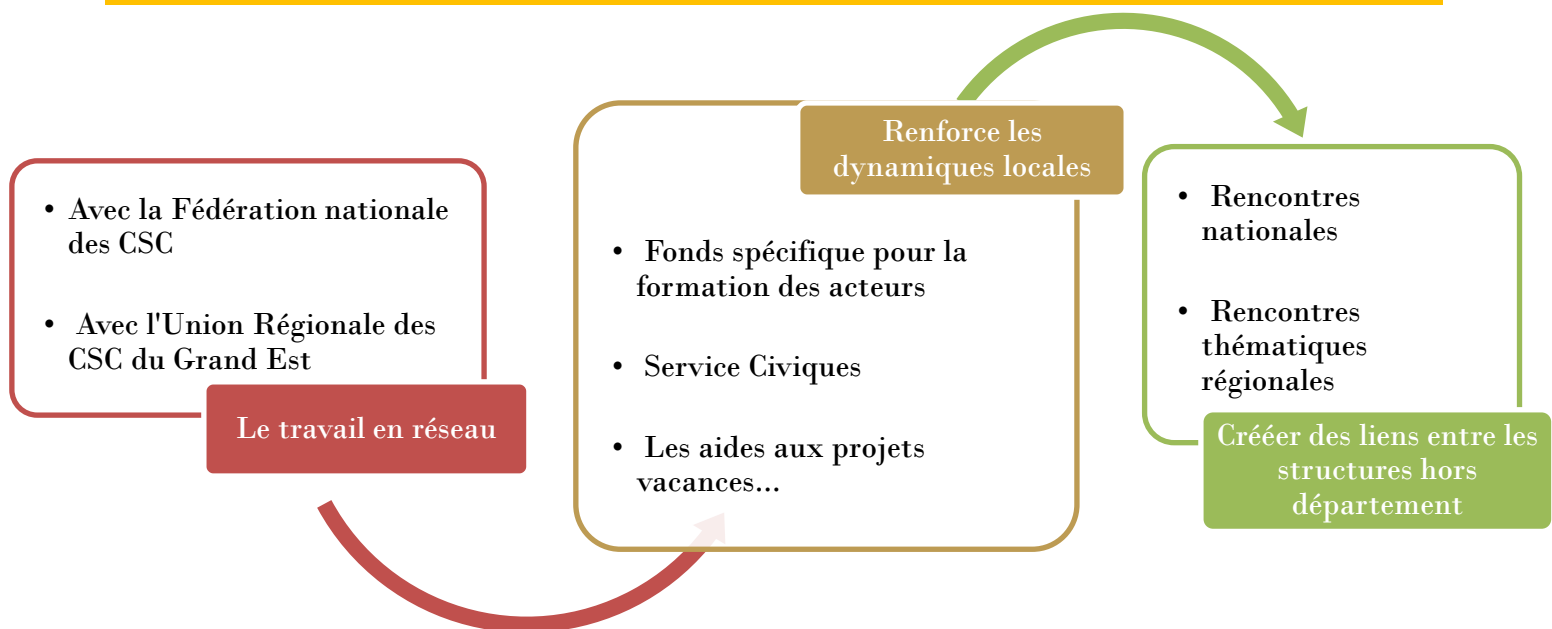 • Avec la Fédération nationale
des CSC
• Avec l'Union Régionale des
CSC du Grand Est
Le travail en réseau
Renforce les
dynamiques locales
• Fonds spécifique pour la
formation des acteurs
• Service Civiques
• Les aides aux projets
vacances...
• Rencontres
nationales
• Rencontres
thématiques
régionales
Crééer des liens entre les
structures hors
département